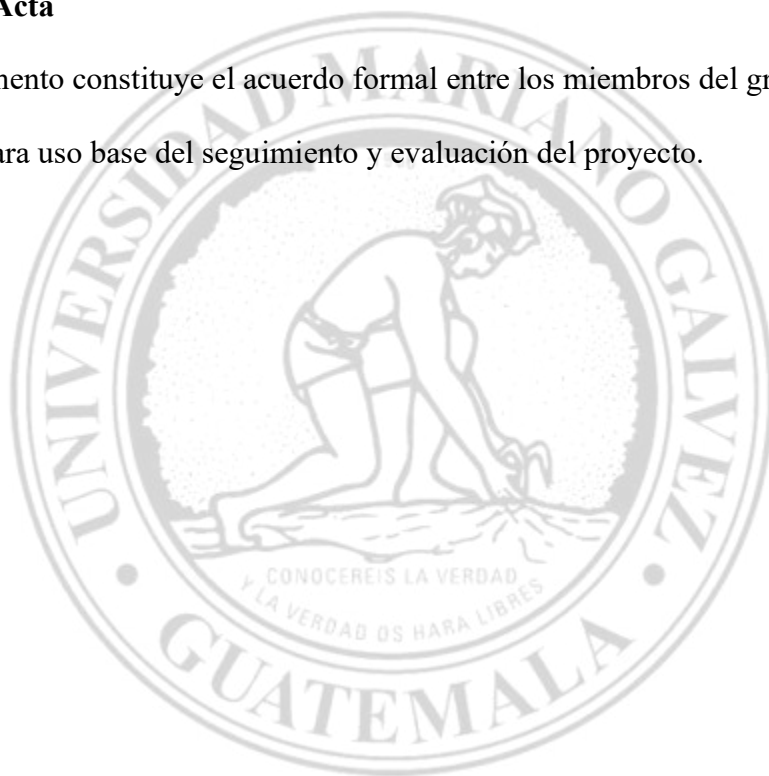 Acta
mento constituye el acuerdo formal entre los miembros del gr
ara uso base del seguimiento y evaluación del proyecto.
UNIVERSIDAD MARIANO GALVEZ
CONOCEREIS LA VERDAD
Y LA VERDAD OS HARA LIBRES
GUATEMALA